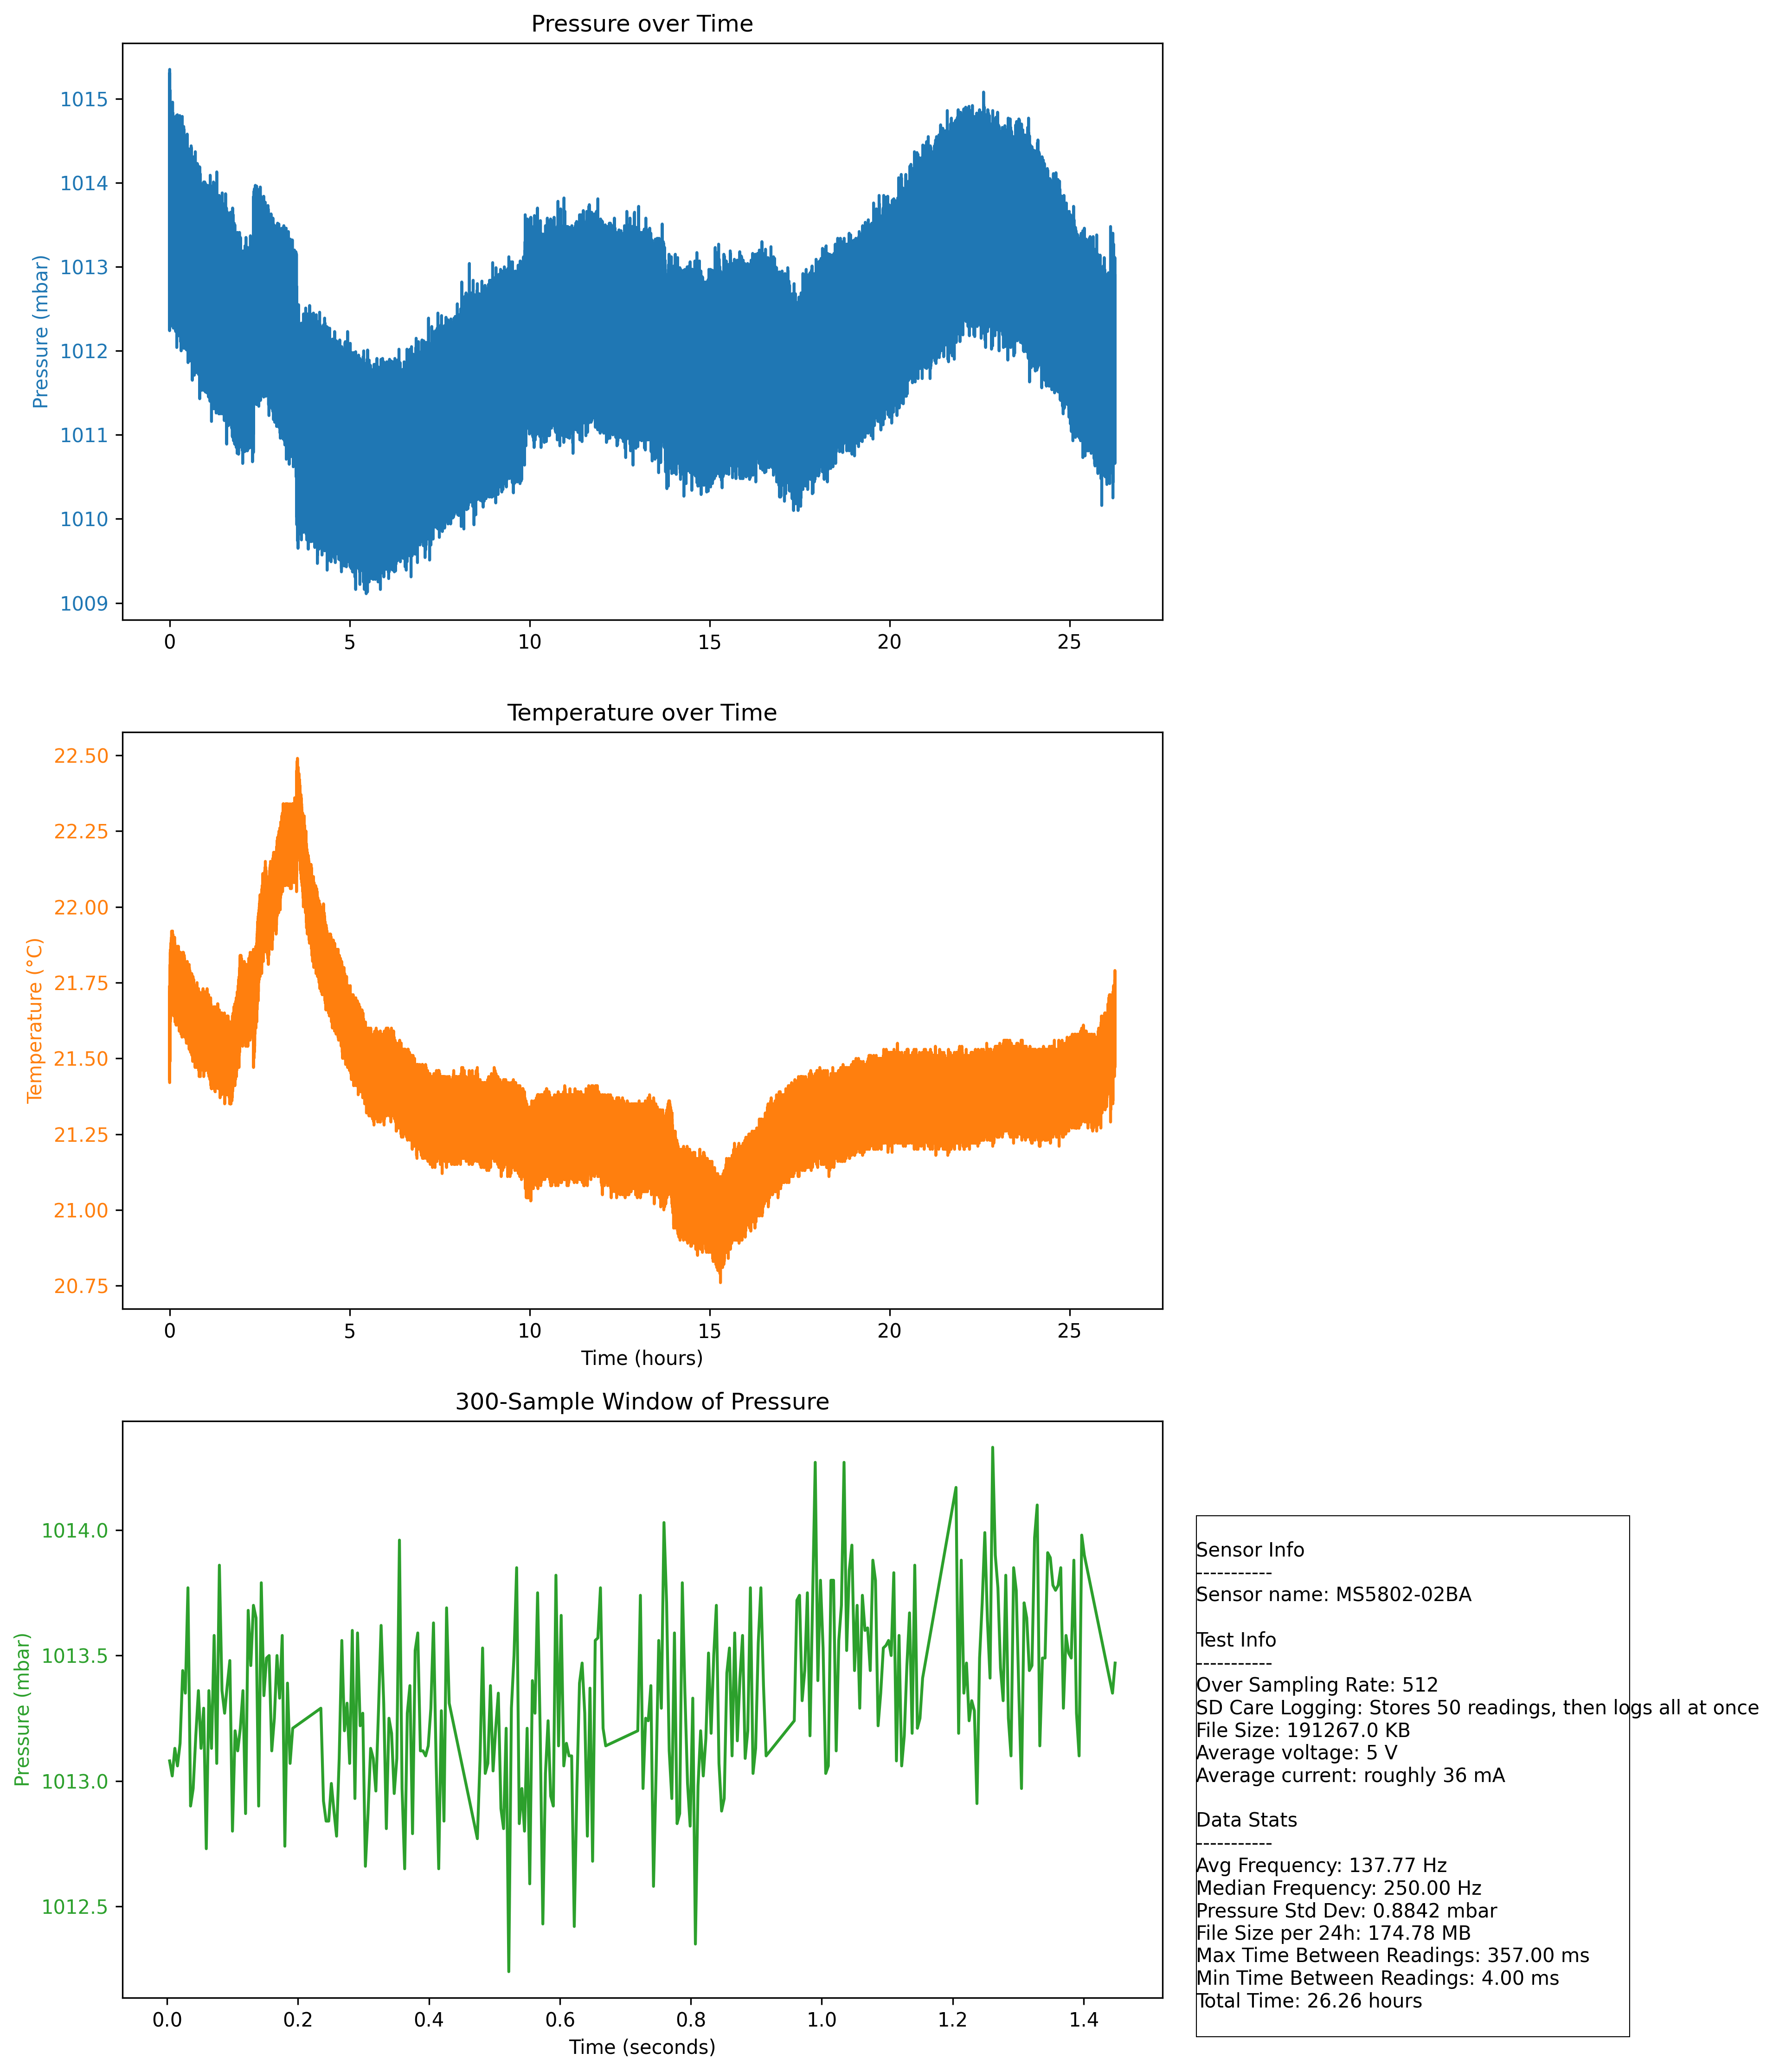 Pressure over Time
Pressure (mbar)
1015
1014
1013
1012
1011
1010
1009
0 5 10 15 20 25
Temperature over Time
Temperature (°C)
22.50
22.25
22.00
21.75
21.50
21.25
21.00
20.75
0 5 10 15 20 25
Time (hours)
300-Sample Window of Pressure
Pressure (mbar)
1014.0
1013.5
1013.0
1012.5
0.0 0.2 0.4 0.6 0.8 1.0 1.2 1.4
Time (seconds)
Sensor Info
-----------
Sensor name: MS5802-02BA
Test Info
-----------
Over Sampling Rate: 512
SD Care Logging: Stores 50 readings, then logs all at once
File Size: 191267.0 KB
Average voltage: 5 V
Average current: roughly 36 mA
Data Stats
-----------
Avg Frequency: 137.77 Hz
Median Frequency: 250.00 Hz
Pressure Std Dev: 0.8842 mbar
File Size per 24h: 174.78 MB
Max Time Between Readings: 357.00 ms
Min Time Between Readings: 4.00 ms
Total Time: 26.26 hours